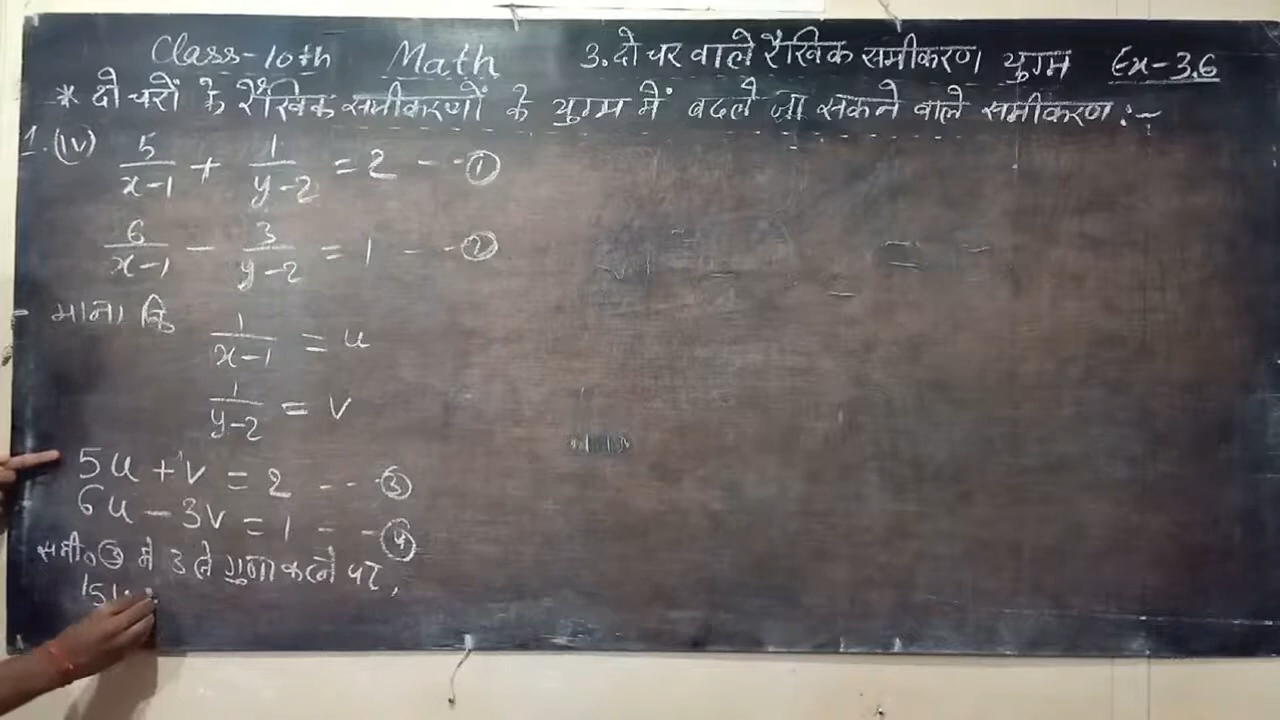 Class-10th Math 3. दो चर वाले रैखिक समीकरण युग्म Ex-3.6
* दो चरों के रैखिक समीकरणों के युग्म में बदले जा सकने वाले समीकरण:-
1.(iv) 5/(x-1) + 1/(y-2) = 2 --- ①
6/(x-1) - 3/(y-2) = 1 --- ②
माना कि 1/(x-1) = u
1/(y-2) = v
5u + v = 2 --- ③
6u - 3v = 1 --- ④
समी० ③ में 3 से गुणा करने पर,
15u